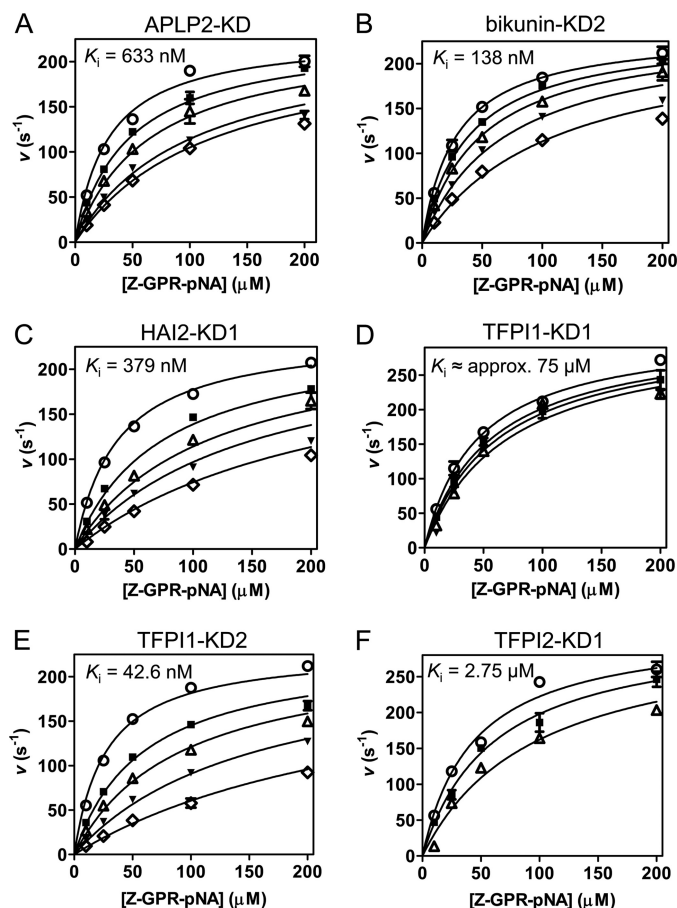 A
APLP2-KD
Ki = 633 nM
v (s-1)
200
150
100
50
0
0 50 100 150 200
[Z-GPR-pNA] (μM)
B
bikunin-KD2
Ki = 138 nM
v (s-1)
200
150
100
50
0
0 50 100 150 200
[Z-GPR-pNA] (μM)
C
HAI2-KD1
Ki = 379 nM
v (s-1)
200
150
100
50
0
0 50 100 150 200
[Z-GPR-pNA] (μM)
D
TFPI1-KD1
Ki ≈ approx. 75 μM
v (s-1)
250
200
150
100
50
0
0 50 100 150 200
[Z-GPR-pNA] (μM)
E
TFPI1-KD2
Ki = 42.6 nM
v (s-1)
200
150
100
50
0
0 50 100 150 200
[Z-GPR-pNA] (μM)
F
TFPI2-KD1
Ki = 2.75 μM
v (s-1)
250
200
150
100
50
0
0 50 100 150 200
[Z-GPR-pNA] (μM)